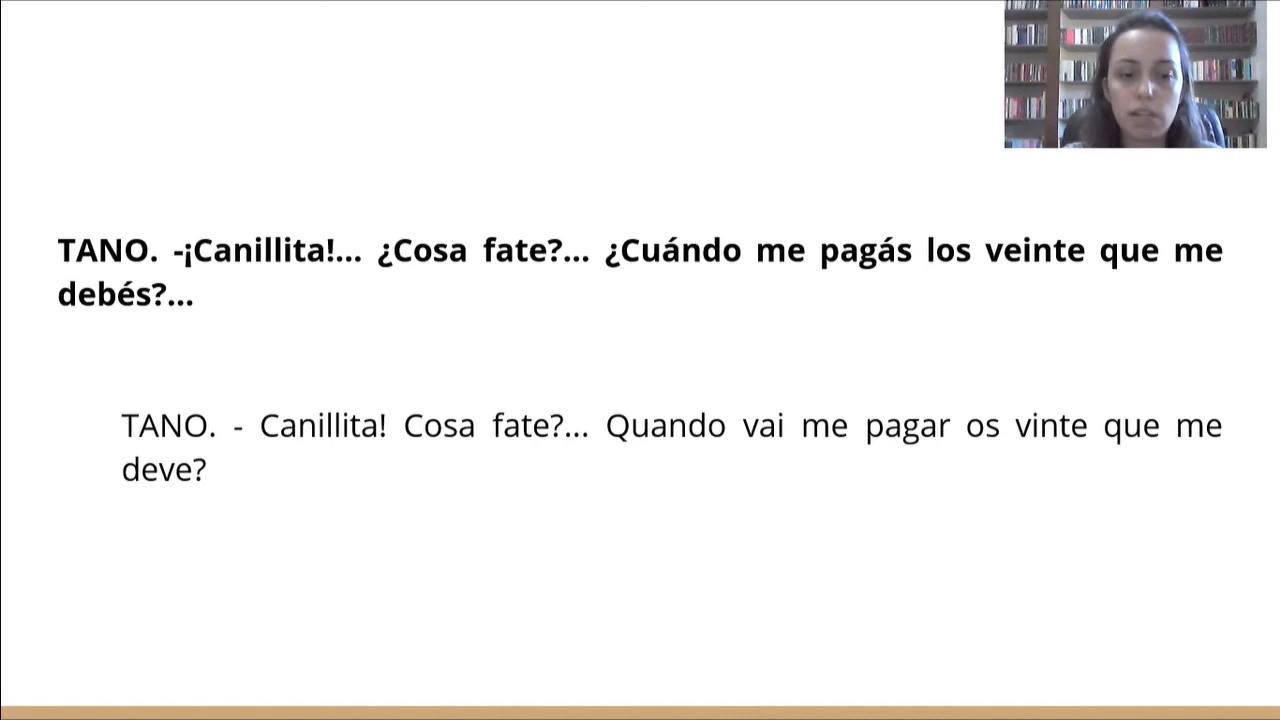 TANO. -¡Canillita!... ¿Cosa fate?... ¿Cuándo me pagás los veinte que me
debés?...
TANO. - Canillita! Cosa fate?... Quando vai me pagar os vinte que me
deve?